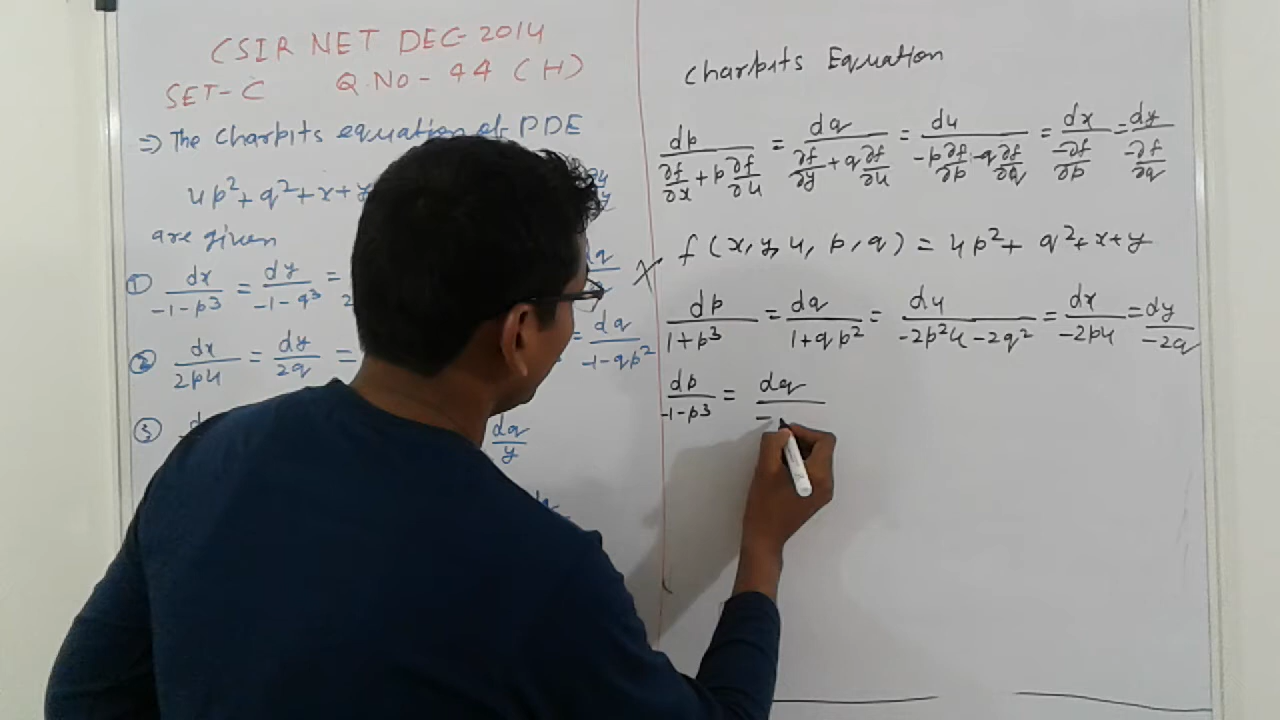 CSIR NET DEC-2014
SET-C Q.NO-44 (H)
⇒ The Charbits equation of PDE
up² + q² + x + y
are given
① dx/(-1-p³) = dy/(-1-q³) =
② dx/(2pu) = dy/(2q) = = dq/(-1-qp²)
③ dq/y
Charbits Equation
dp/(∂f/∂x + p ∂f/∂u) = dq/(∂f/∂y + q ∂f/∂u) = du/(-p ∂f/∂p - q ∂f/∂q) = dx/(-∂f/∂p) = dy/(-∂f/∂q)
f(x, y, u, p, q) = up² + q² + x + y
dp/(1+p³) = dq/(1+qp²) = du/(-2p²u - 2q²) = dx/(-2pu) = dy/(-2q)
dp/(-1-p³) = dq/-